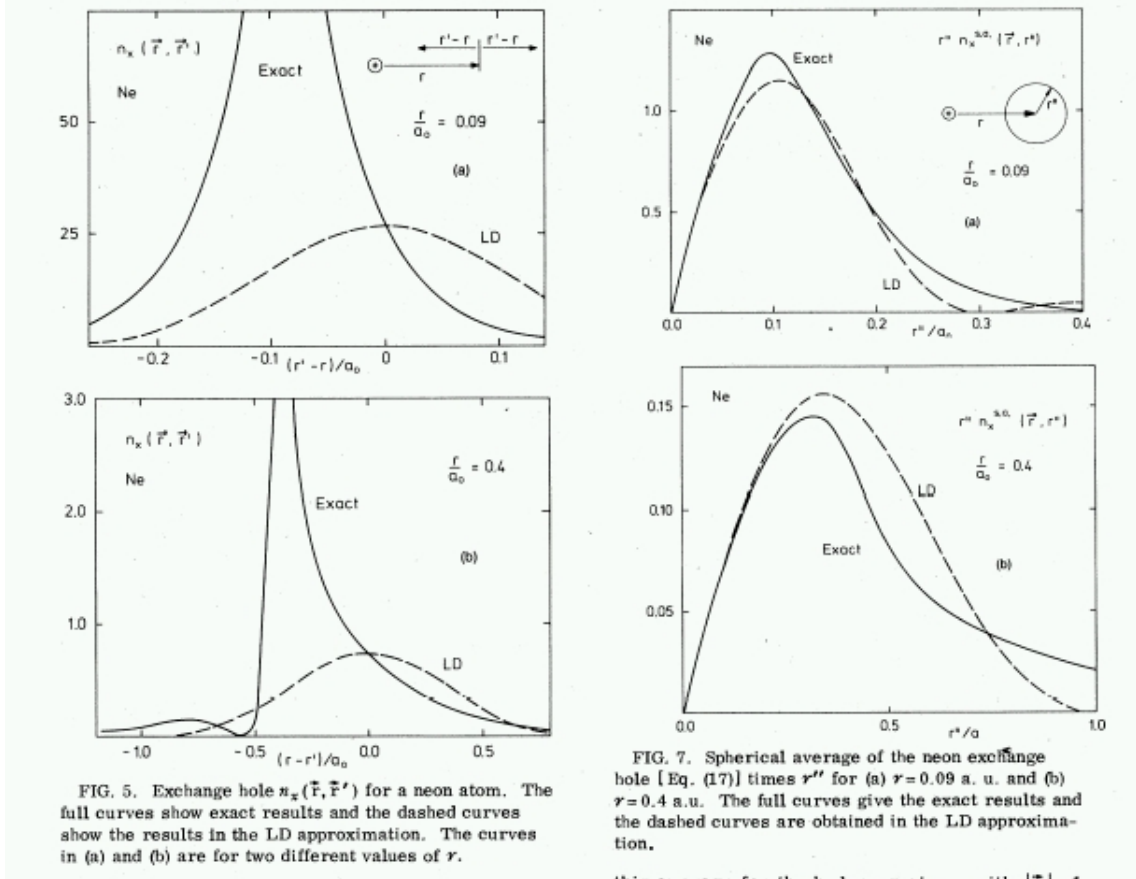 n_x ( r⃗, r⃗' )
Ne
Exact
r'-r
r'-r
r
r/a₀ = 0.09
(a)
LD
50
25
-0.2
-0.1
0
0.1
(r'-r)/a₀
3.0
2.0
1.0
n_x ( r⃗, r⃗' )
Ne
r/a₀ = 0.4
Exact
(b)
LD
-1.0
-0.5
0.0
0.5
(r-r')/a₀
FIG. 5. Exchange hole n_x(r⃗, r⃗') for a neon atom. The
full curves show exact results and the dashed curves
show the results in the LD approximation. The curves
in (a) and (b) are for two different values of r.
Ne
r" n_x^s.a. ( r⃗, r" )
Exact
r"
r
r/a₀ = 0.09
(a)
LD
1.0
0.5
0.0
0.1
0.2
0.3
0.4
r"/a₀
0.15
0.10
0.05
Ne
r" n_x^s.a. ( r⃗, r" )
r/a₀ = 0.4
LD
Exact
(b)
0.0
0.5
1.0
r"/a
FIG. 7. Spherical average of the neon exchange
hole [Eq. (17)] times r" for (a) r=0.09 a. u. and (b)
r=0.4 a.u. The full curves give the exact results and
the dashed curves are obtained in the LD approxima-
tion.